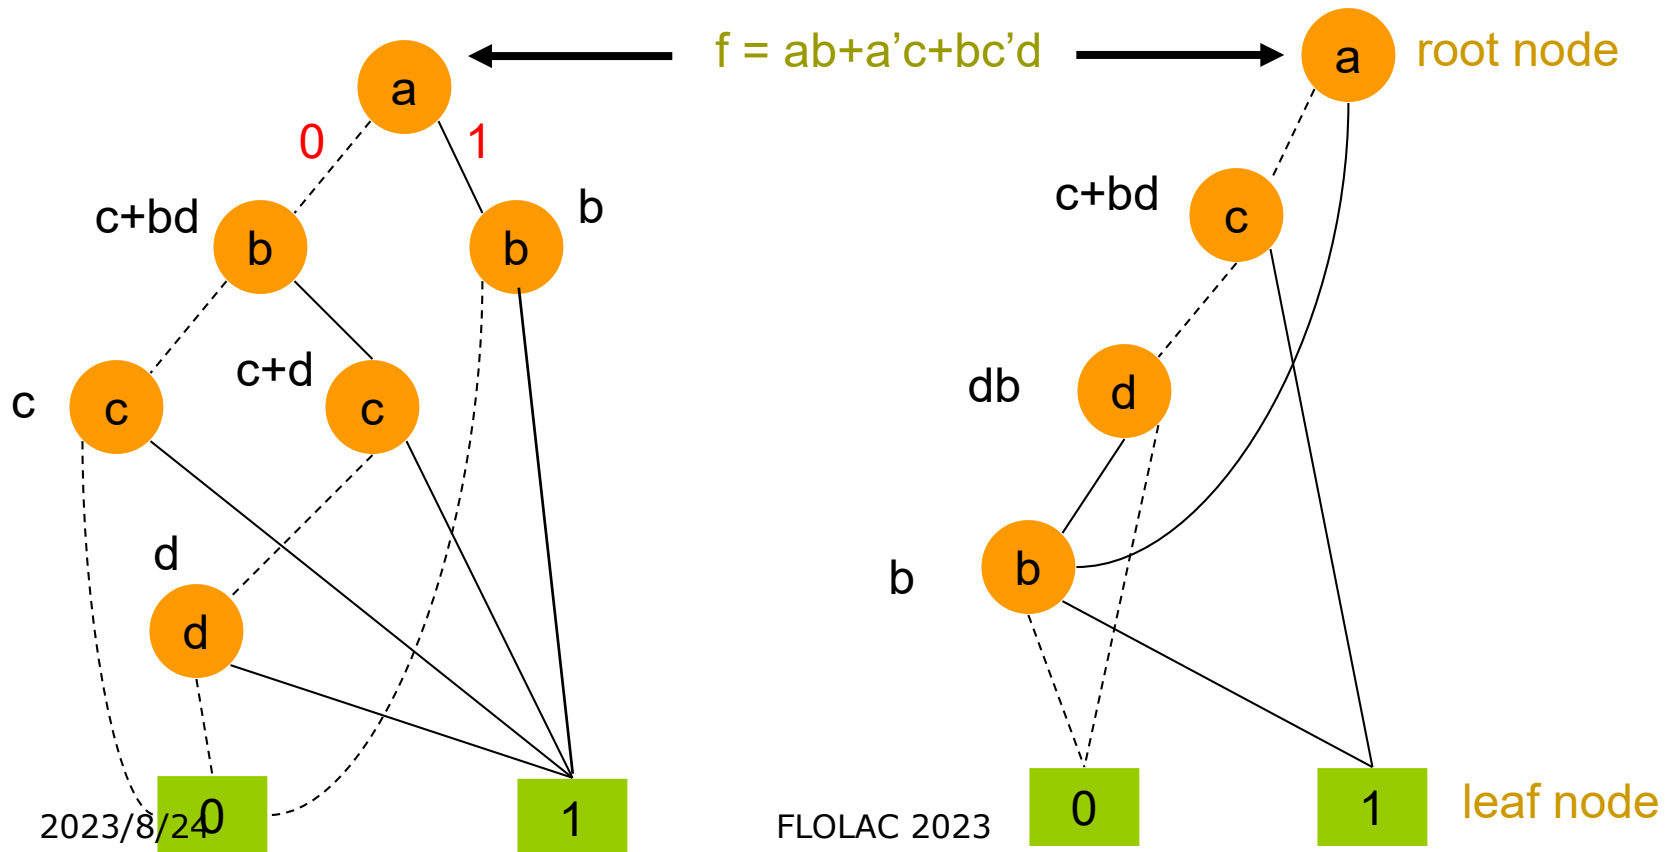 a
f = ab+a’c+bc’d
a
root node
0
1
c+bd
b
b
b
c+bd
c
c
c
c+d
c
db
d
d
d
b
b
0
1
0
1
leaf node
2023/8/24
FLOLAC 2023